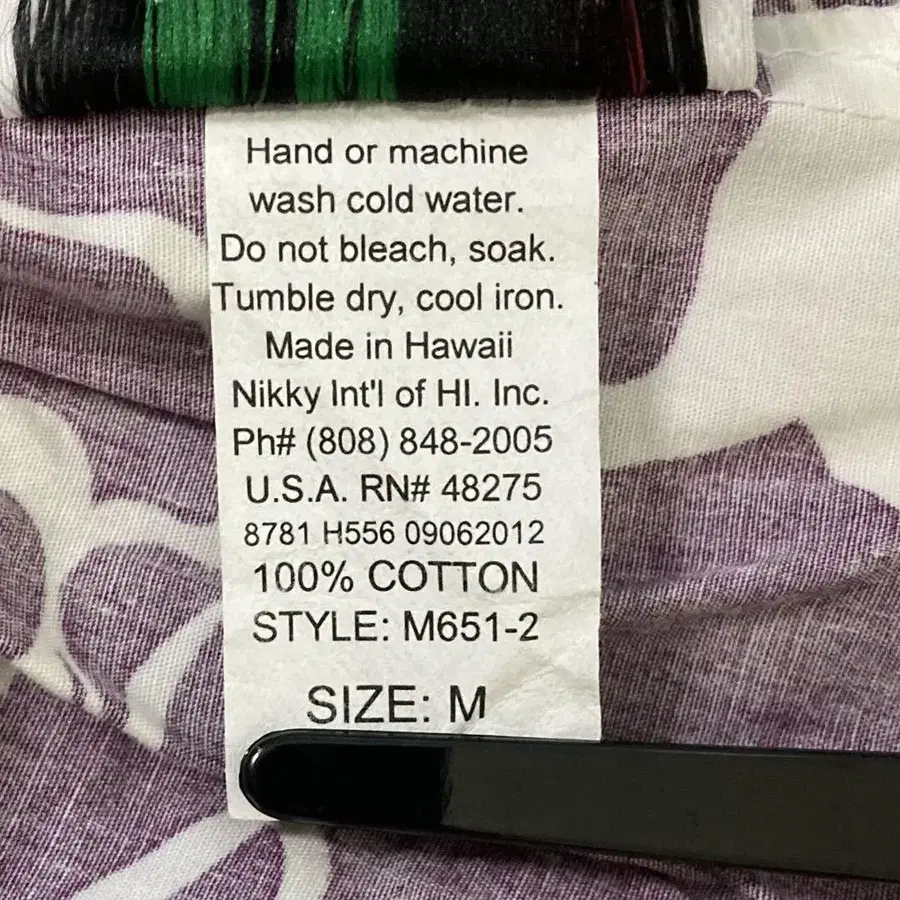 Hand or machine
wash cold water.
Do not bleach, soak.
Tumble dry, cool iron.
Made in Hawaii
Nikky Int'l of HI. Inc.
Ph# (808) 848-2005
U.S.A. RN# 48275
8781 H556 09062012
100% COTTON
STYLE: M651-2
SIZE: M